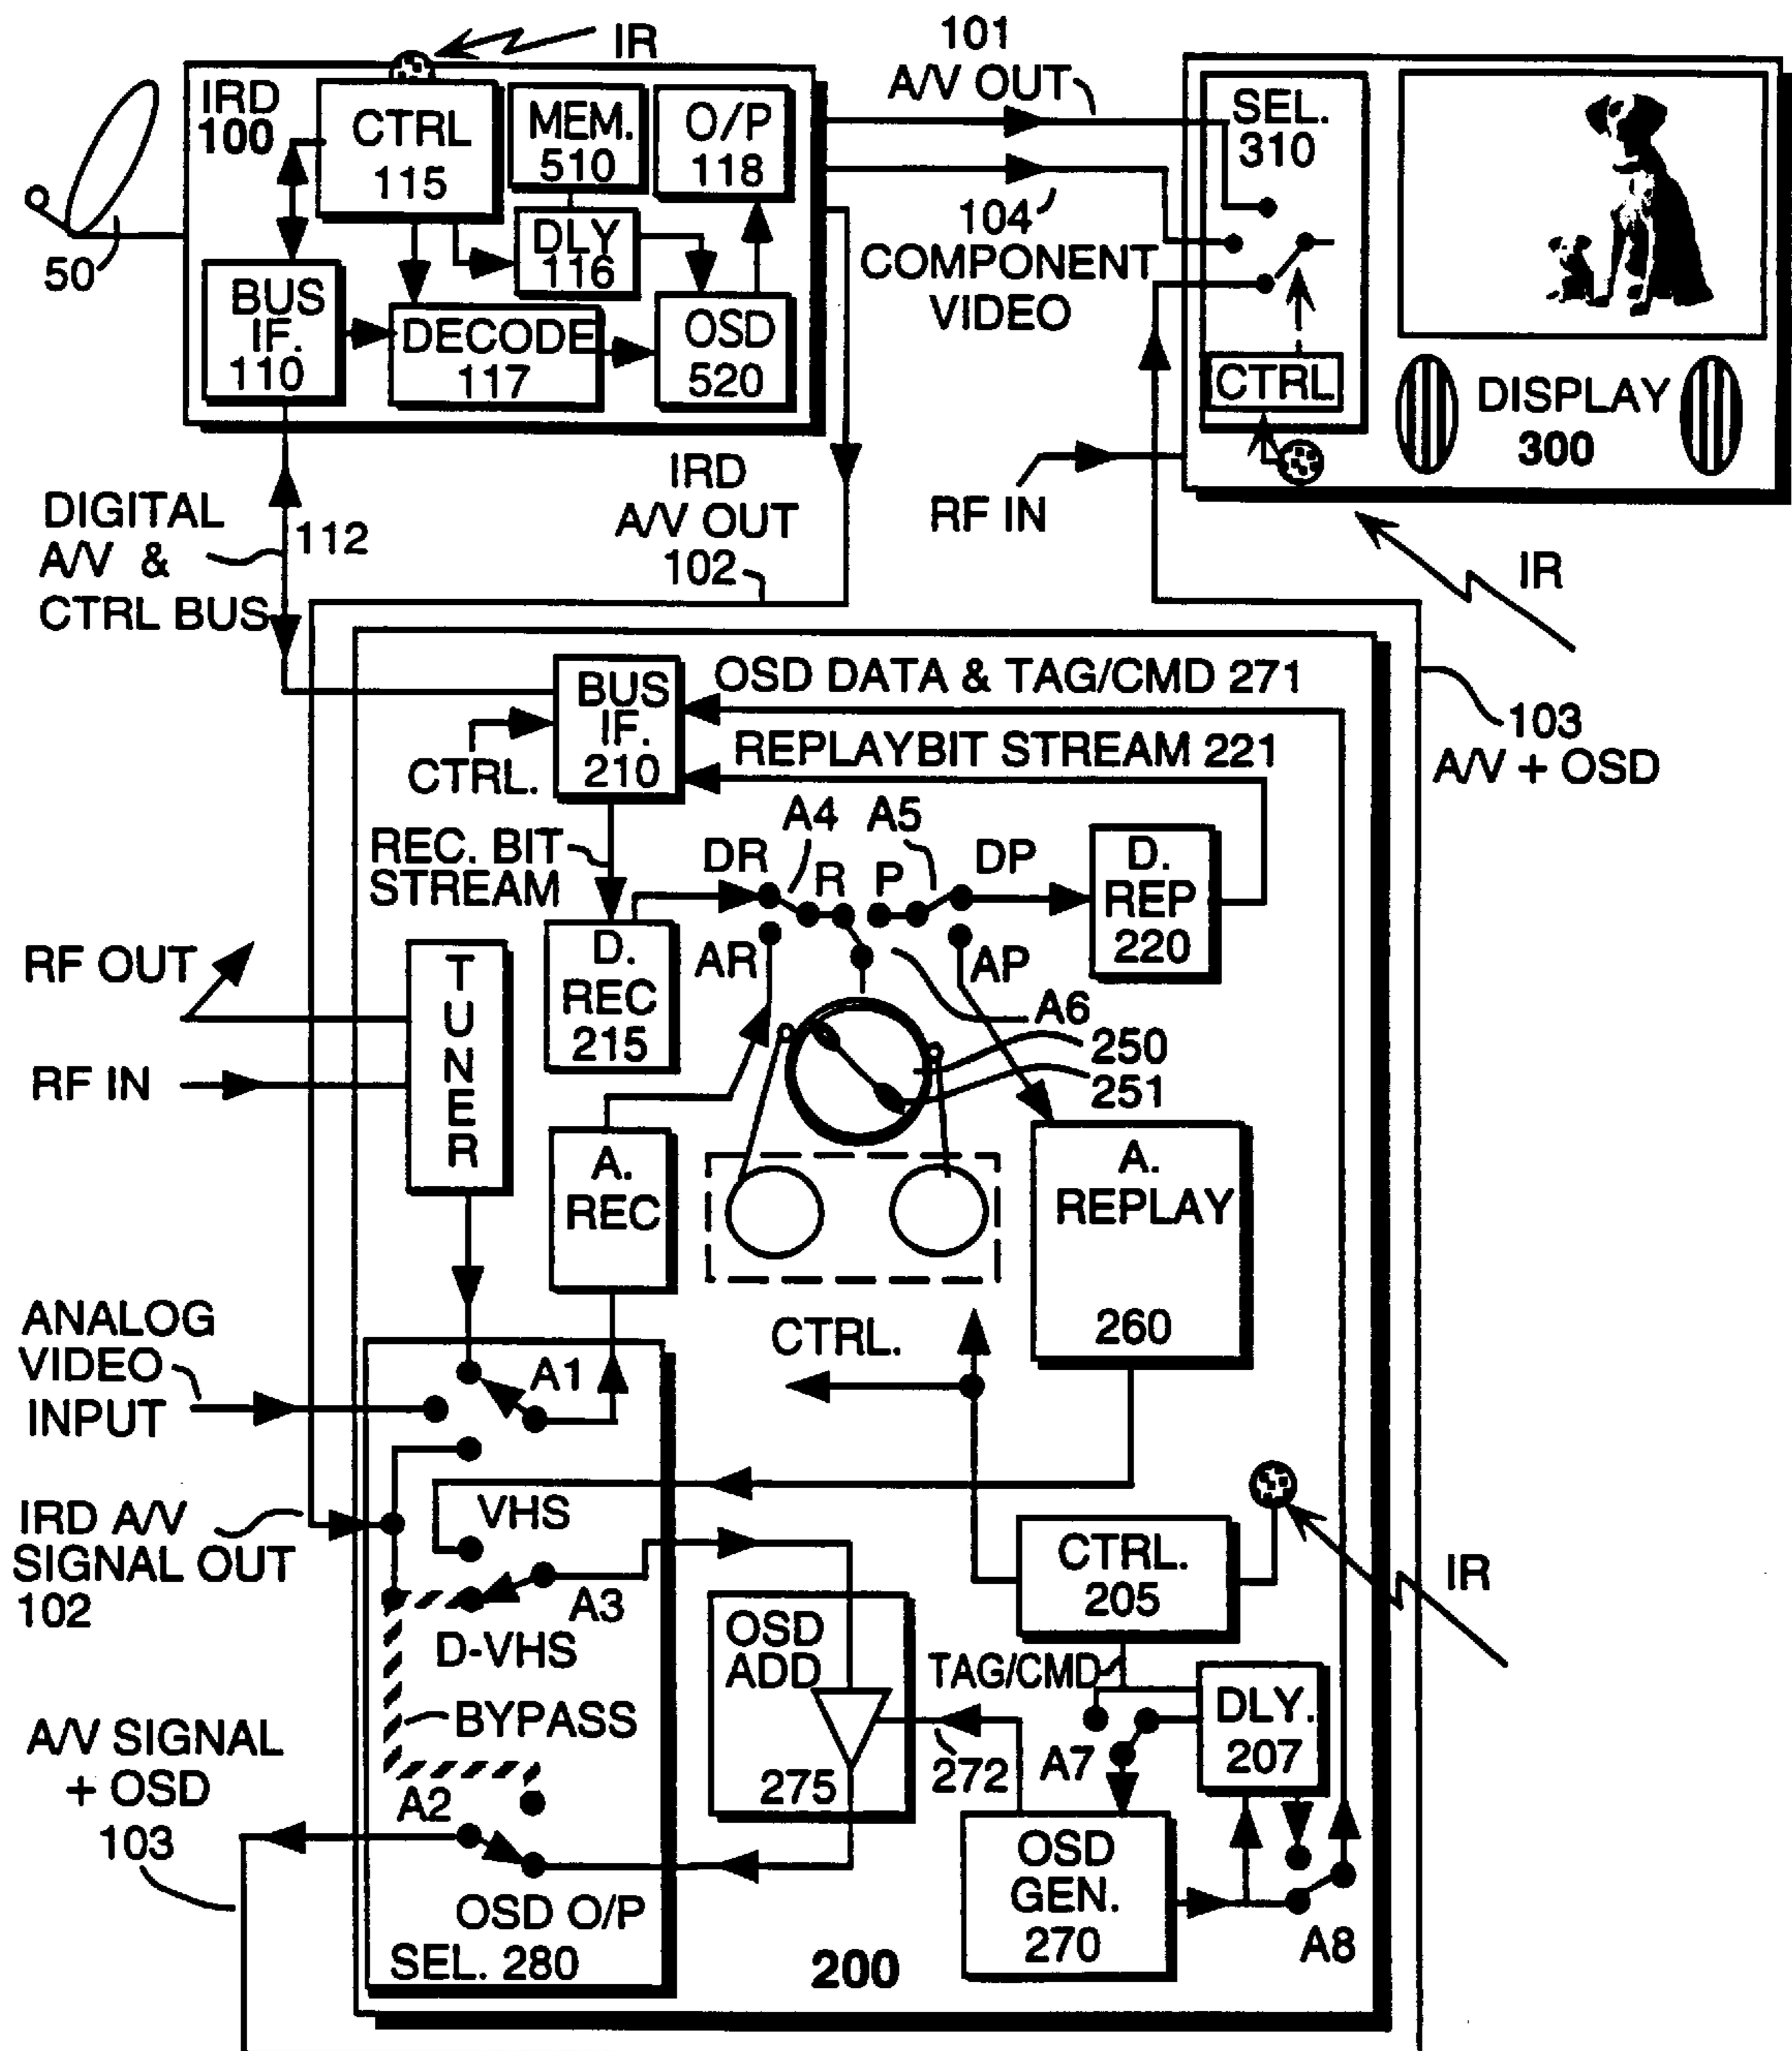 IR
101
A/V OUT
IRD
100
CTRL
115
MEM.
510
O/P
118
SEL.
310
DLY
116
104
COMPONENT
VIDEO
50
BUS
IF.
110
DECODE
117
OSD
520
CTRL
DISPLAY
300
IRD
A/V OUT
102
RF IN
DIGITAL
A/V &
CTRL BUS
112
IR
BUS
IF.
210
OSD DATA & TAG/CMD 271
103
A/V + OSD
REPLAYBIT STREAM 221
CTRL.
REC. BIT
STREAM
A4
A5
DR
R
P
DP
D.
REP
220
RF OUT
TUNER
D.
REC
215
AR
AP
A6
250
251
RF IN
A.
REC
A.
REPLAY
260
ANALOG
VIDEO
INPUT
A1
CTRL.
IRD A/V
SIGNAL OUT
102
VHS
A3
D-VHS
BYPASS
CTRL.
205
IR
OSD
ADD
275
TAG/CMD
DLY.
207
A7
272
A/V SIGNAL
+ OSD
103
A2
OSD O/P
SEL. 280
200
OSD
GEN.
270
A8